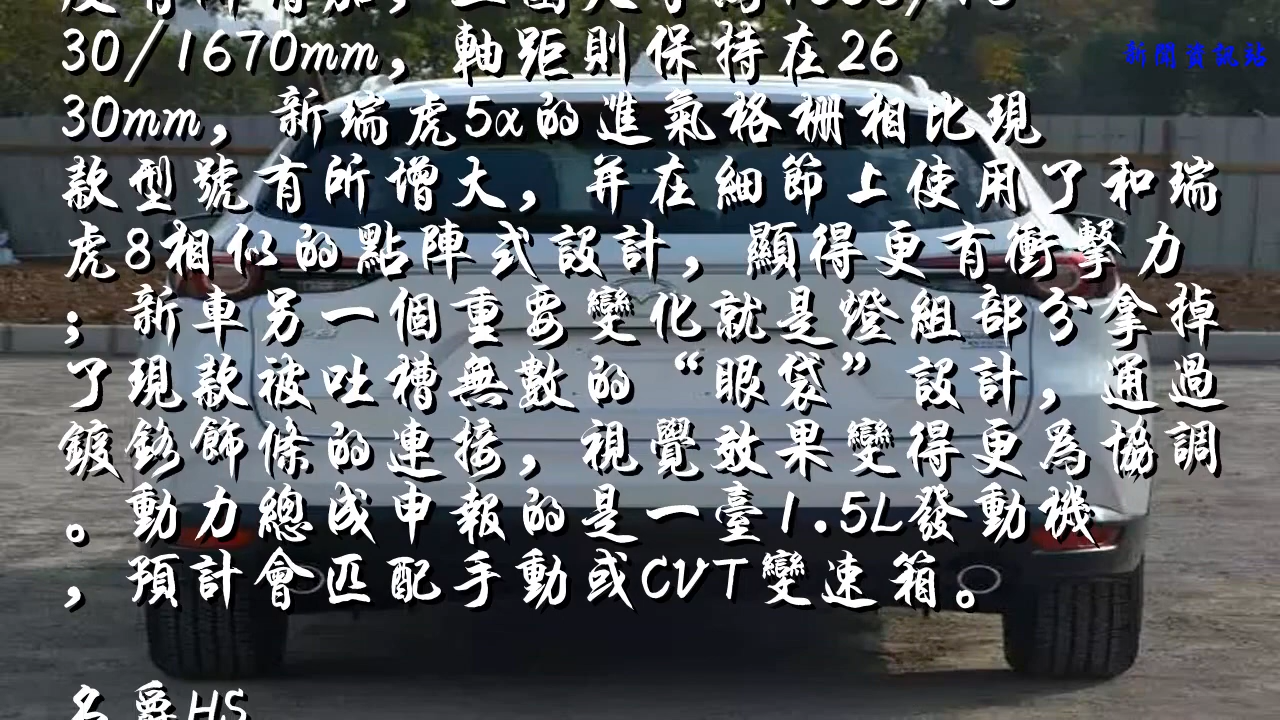 30/1670mm，軸距則保持在26
新聞資訊站
30mm，新瑞虎5x的進氣格柵相比現
款型號有所增大，并在細節上使用了和瑞
虎8相似的點陣式設計，顯得更有衝擊力
；新車另一個重要變化就是燈組部分拿掉
了現款被吐槽無數的“眼袋”設計，通過
鍍鉻飾條的連接，視覺效果變得更爲協調
。動力總成申報的是一臺1.5L發動機
，預計會匹配手動或CVT變速箱。
名爵HS